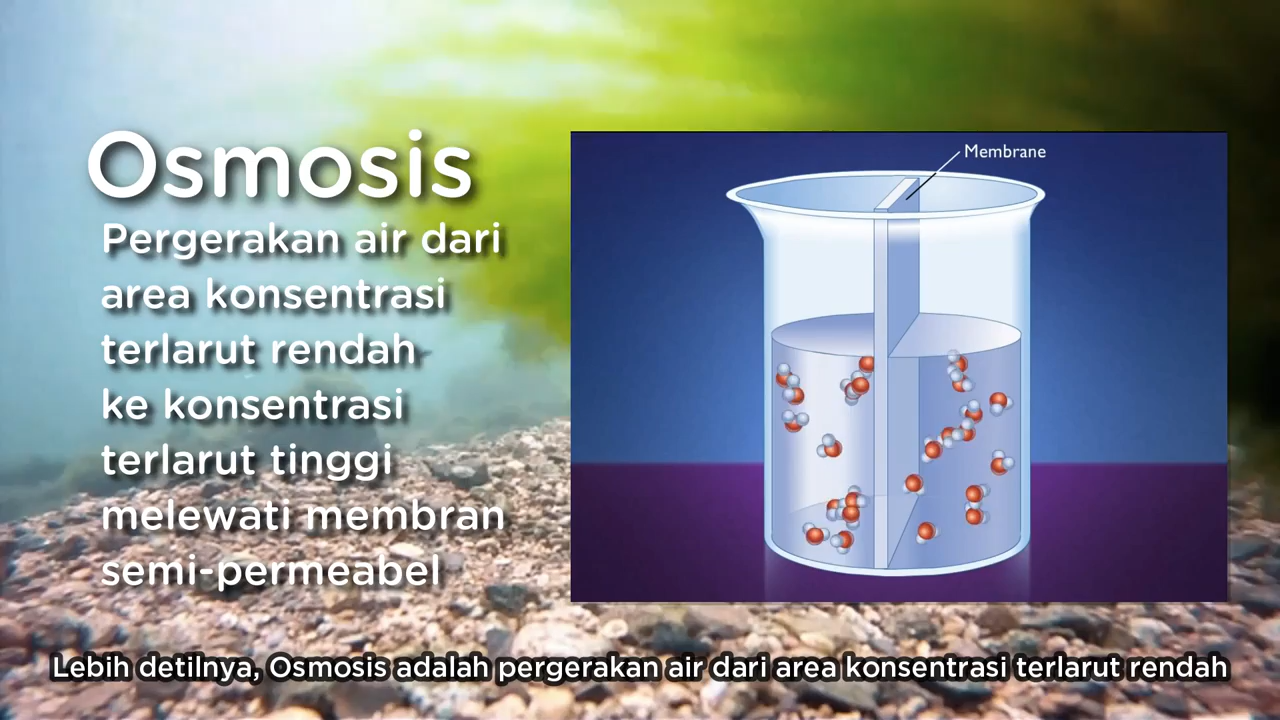 Osmosis
Pergerakan air dari
area konsentrasi
terlarut rendah
ke konsentrasi
terlarut tinggi
melewati membran
semi-permeabel
Membrane
Lebih detilnya, Osmosis adalah pergerakan air dari area konsentrasi terlarut rendah